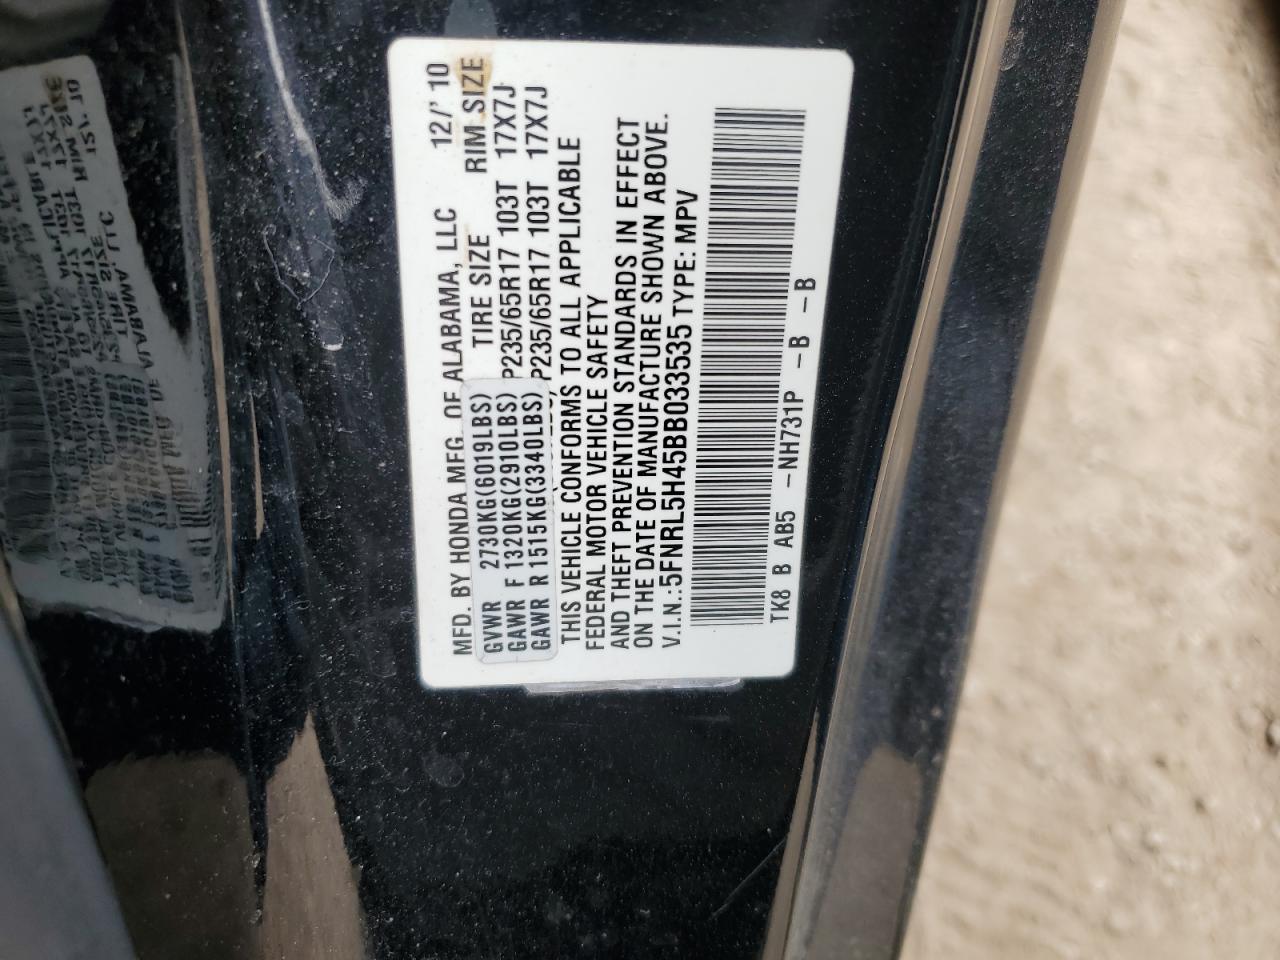 MFD. BY HONDA MFG. OF ALABAMA, LLC 12/' 10
GVWR 2730KG(6019LBS) TIRE SIZE RIM SIZE
GAWR F 1320KG(2910LBS) P235/65R17 103T 17X7J
GAWR R 1515KG(3340LBS) P235/65R17 103T 17X7J
THIS VEHICLE CONFORMS TO ALL APPLICABLE
FEDERAL MOTOR VEHICLE SAFETY
AND THEFT PREVENTION STANDARDS IN EFFECT
ON THE DATE OF MANUFACTURE SHOWN ABOVE.
V.I.N.:5FNRL5H45BB033535 TYPE: MPV
TK8 B AB5 -NH731P -B -B